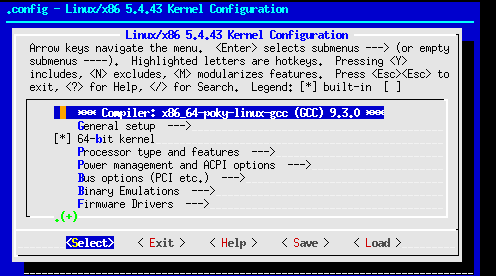 .config - Linux/x86 5.4.43 Kernel Configuration
Linux/x86 5.4.43 Kernel Configuration
Arrow keys navigate the menu.  <Enter> selects submenus ---> (or empty
submenus ----).  Highlighted letters are hotkeys.  Pressing <Y>
includes, <N> excludes, <M> modularizes features.  Press <Esc><Esc> to
exit, <?> for Help, </> for Search.  Legend: [*] built-in  [ ]
*** Compiler: x86_64-poky-linux-gcc (GCC) 9.3.0 ***
General setup  --->
[*] 64-bit kernel
Processor type and features  --->
Power management and ACPI options  --->
Bus options (PCI etc.)  --->
Binary Emulations  --->
Firmware Drivers  --->
.(+)
<Select>    < Exit >    < Help >    < Save >    < Load >